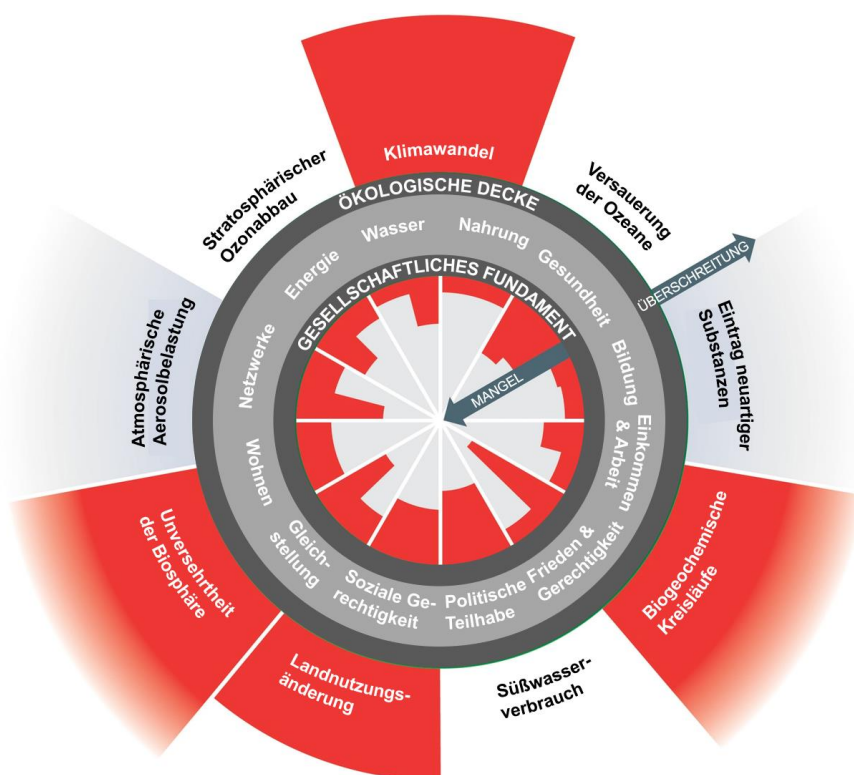 Klimawandel
Versauerung
der Ozeane
ÜBERSCHREITUNG
Eintrag neuartiger
Substanzen
Biogeochemische
Kreisläufe
Süßwasser-
verbrauch
Landnutzungs-
änderung
Unversehrtheit
der Biosphäre
Atmosphärische
Aerosolbelastung
Stratosphärischer
Ozonabbau
ÖKOLOGISCHE DECKE
Wasser
Nahrung
Gesundheit
Bildung
Einkommen
& Arbeit
Frieden &
Gerechtigkeit
Politische
Teilhabe
Soziale Ge-
rechtigkeit
Gleich-
stellung
Wohnen
Netzwerke
Energie
GESELLSCHAFTLICHES FUNDAMENT
MANGEL